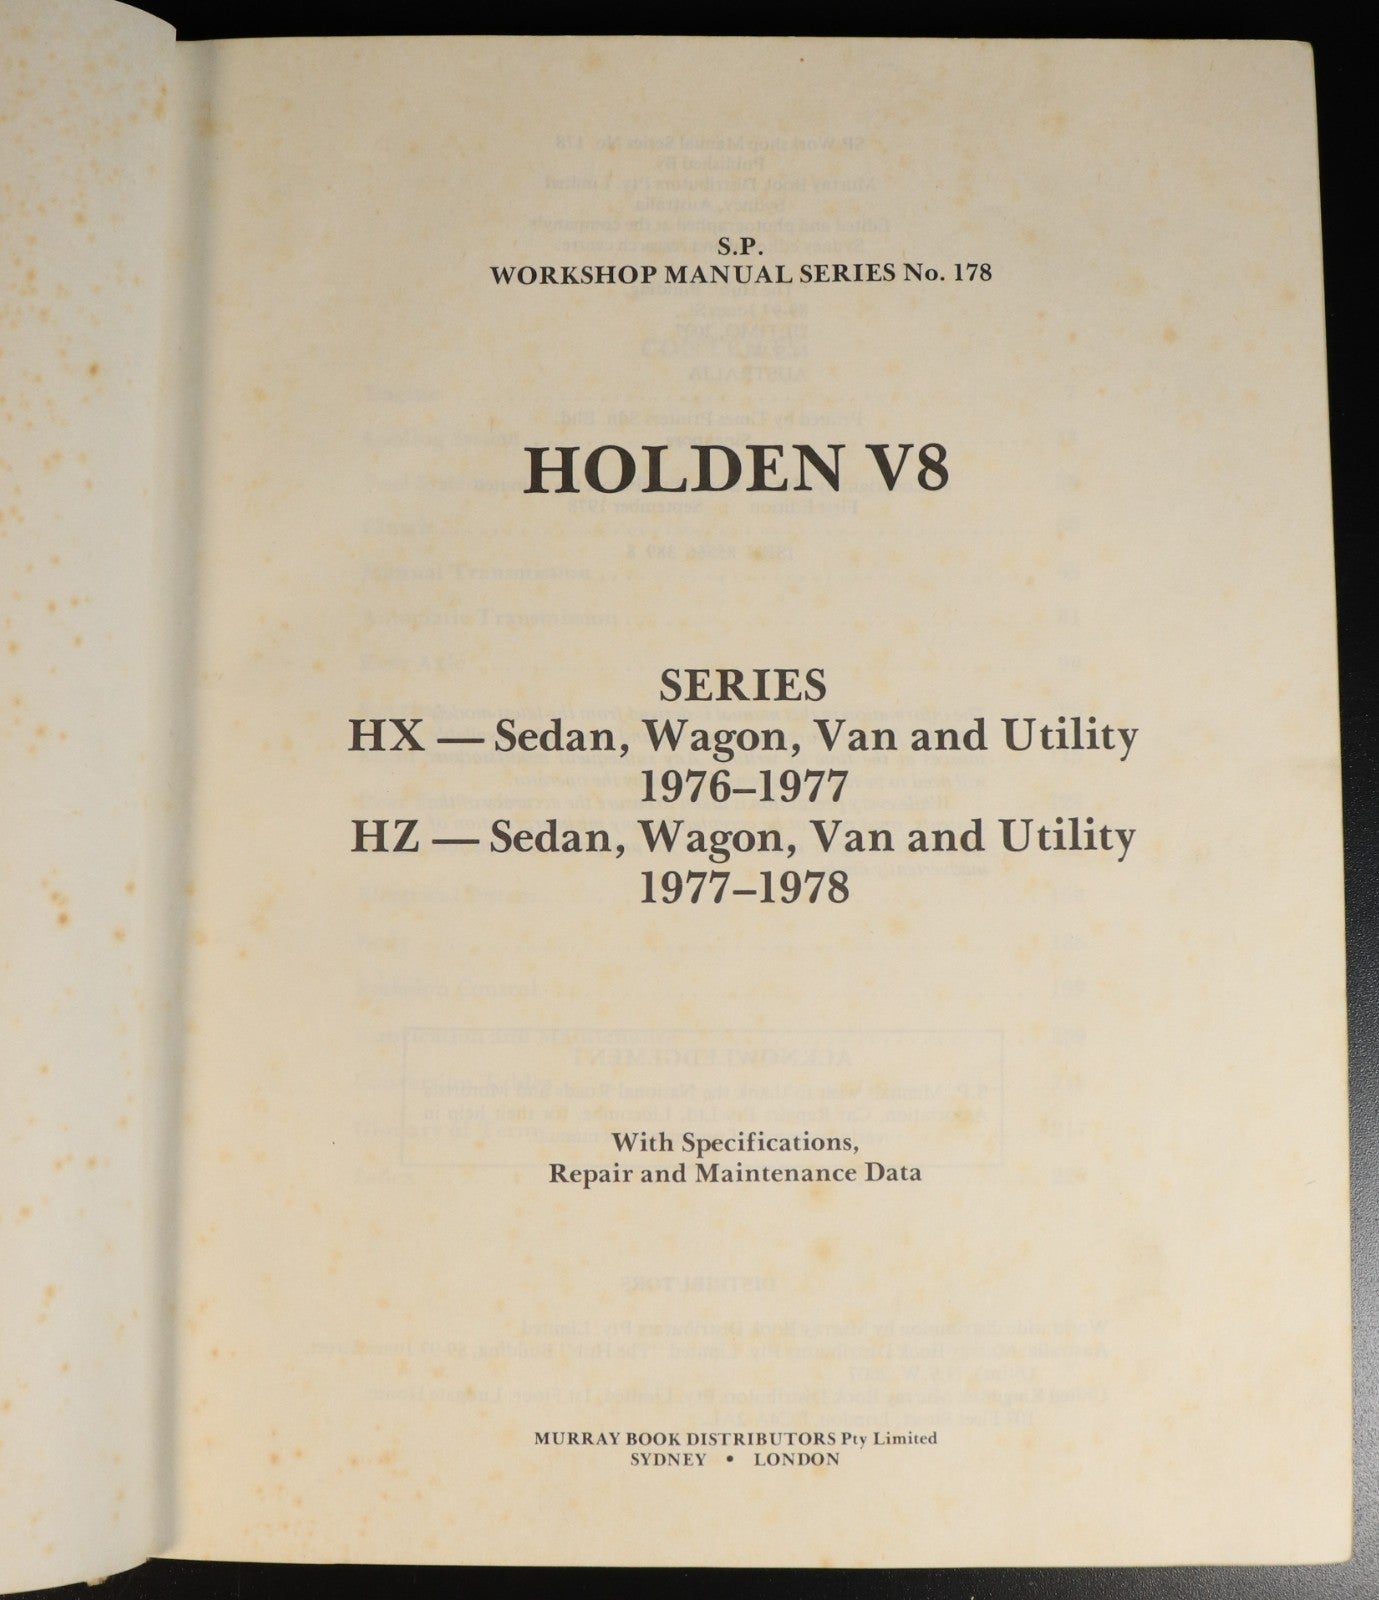 S.P.
WORKSHOP MANUAL SERIES No. 178
HOLDEN V8
SERIES
HX — Sedan, Wagon, Van and Utility
1976–1977
HZ — Sedan, Wagon, Van and Utility
1977–1978
With Specifications,
Repair and Maintenance Data
MURRAY BOOK DISTRIBUTORS Pty Limited
SYDNEY • LONDON